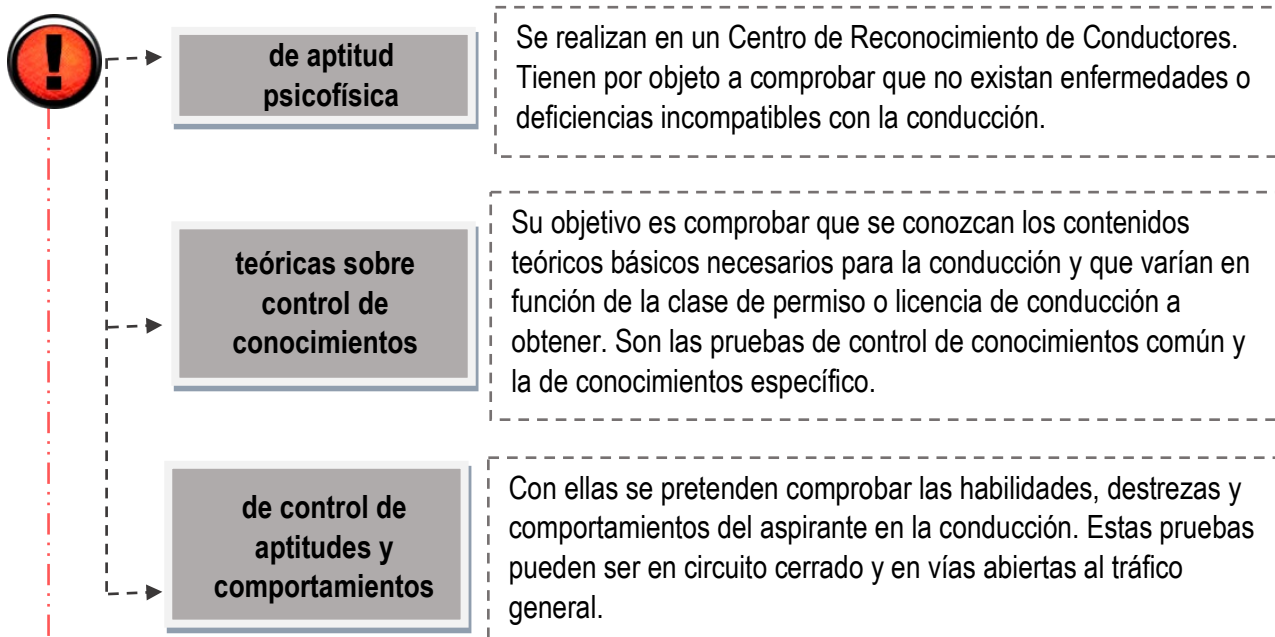 de aptitud
psicofísica
Se realizan en un Centro de Reconocimiento de Conductores.
Tienen por objeto a comprobar que no existan enfermedades o
deficiencias incompatibles con la conducción.
teóricas sobre
control de
conocimientos
Su objetivo es comprobar que se conozcan los contenidos
teóricos básicos necesarios para la conducción y que varían en
función de la clase de permiso o licencia de conducción a
obtener. Son las pruebas de control de conocimientos común y
la de conocimientos específico.
de control de
aptitudes y
comportamientos
Con ellas se pretenden comprobar las habilidades, destrezas y
comportamientos del aspirante en la conducción. Estas pruebas
pueden ser en circuito cerrado y en vías abiertas al tráfico
general.